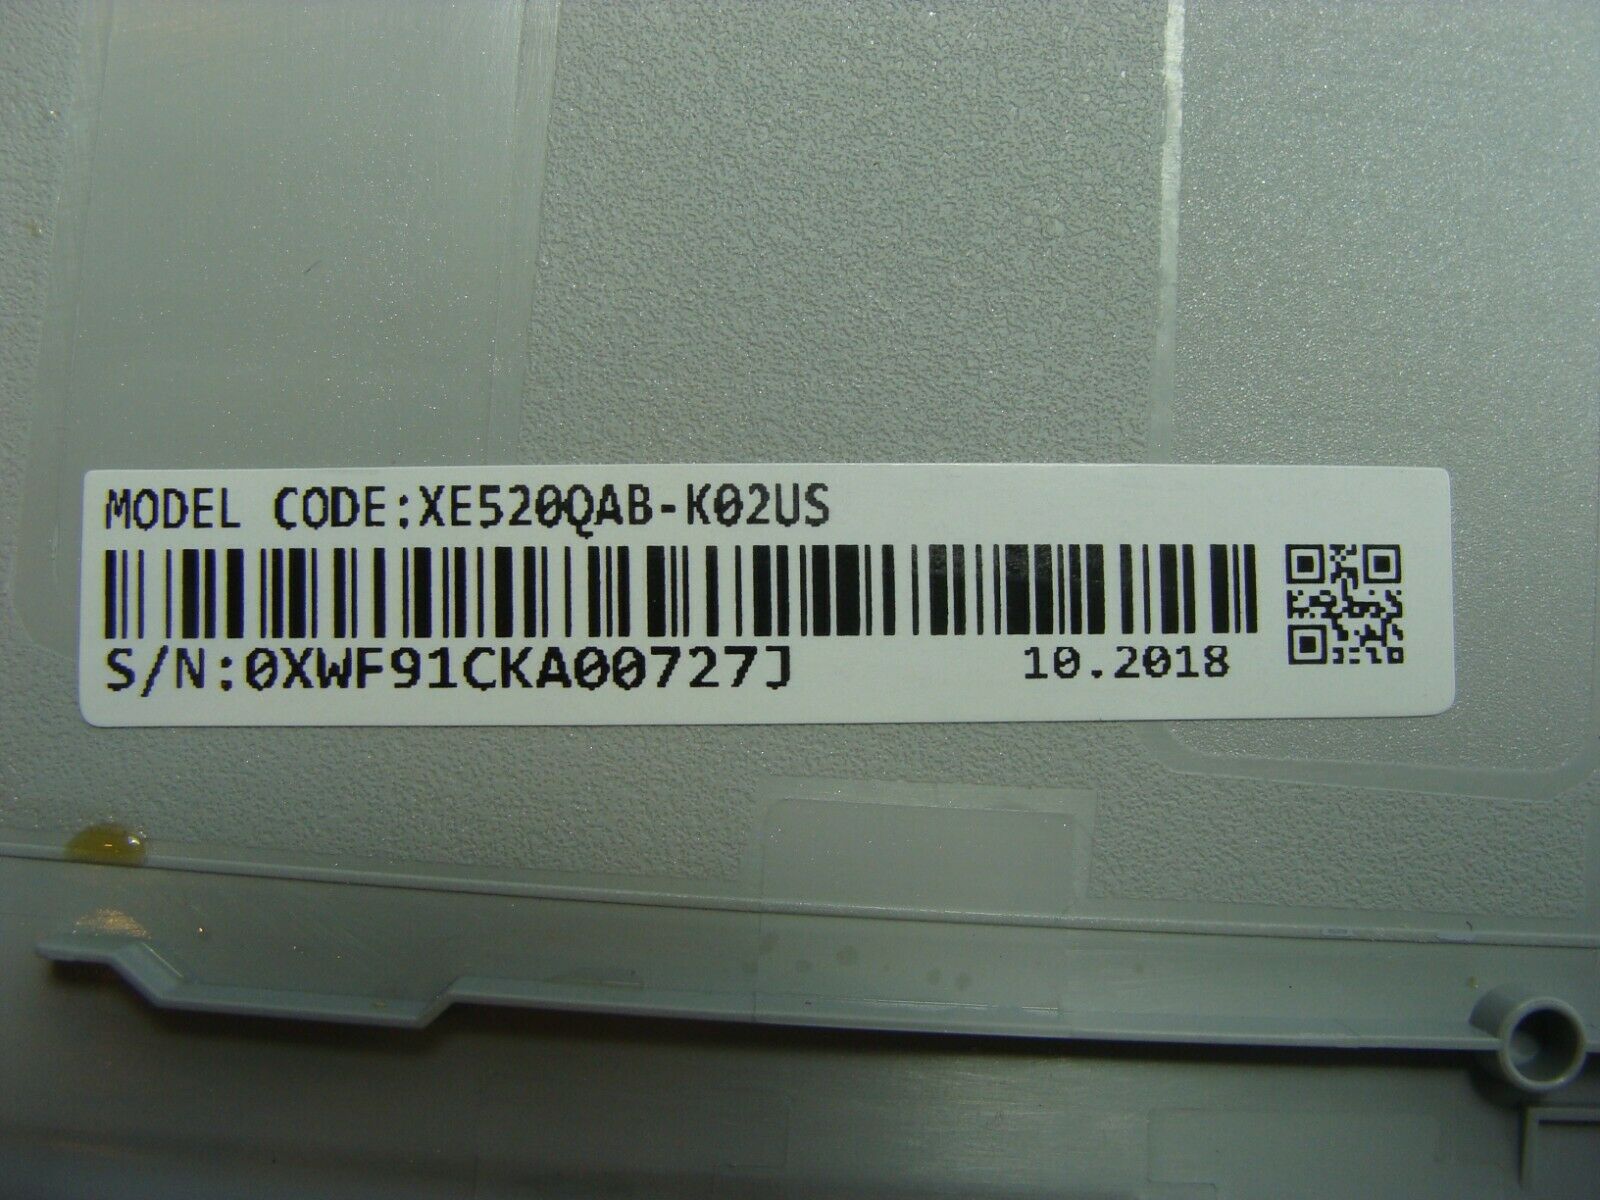 MODEL CODE:XE520QAB-K02US
S/N:0XWF91CKA00727J
10.2018